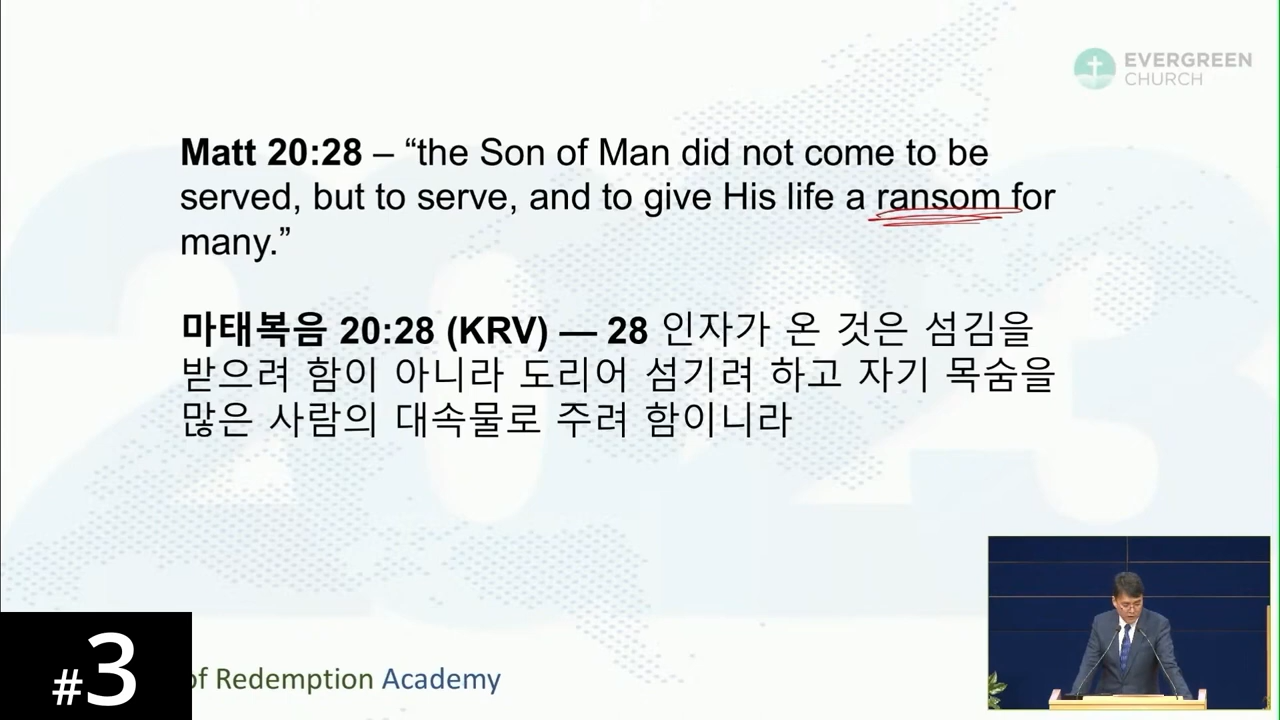 EVERGREEN
CHURCH
Matt 20:28 – “the Son of Man did not come to be
served, but to serve, and to give His life a ransom for
many.”
마태복음 20:28 (KRV) — 28 인자가 온 것은 섬김을
받으려 함이 아니라 도리어 섬기려 하고 자기 목숨을
많은 사람의 대속물로 주려 함이니라
#3
of Redemption Academy